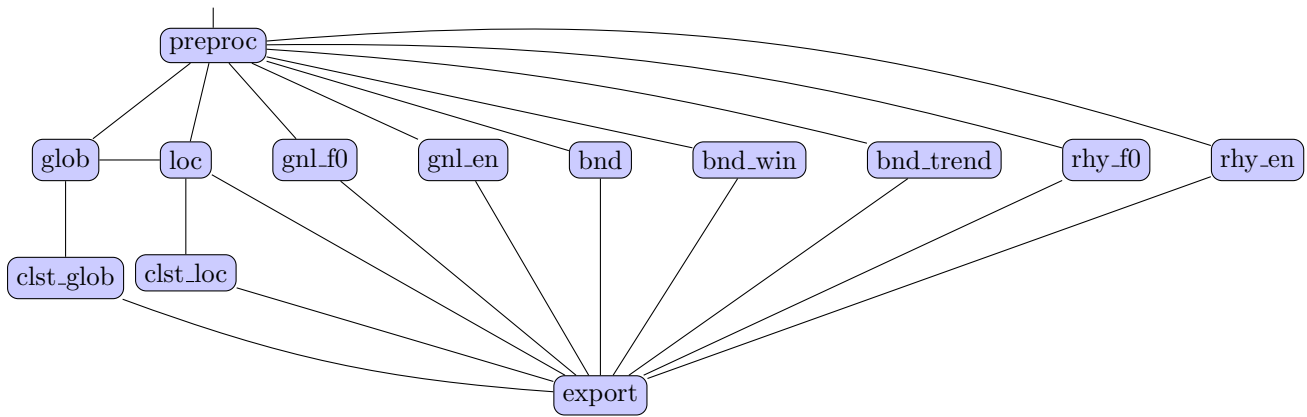 preproc
glob loc gnl_f0 gnl_en bnd bnd_win bnd_trend rhy_f0 rhy_en
clst_glob clst_loc
export